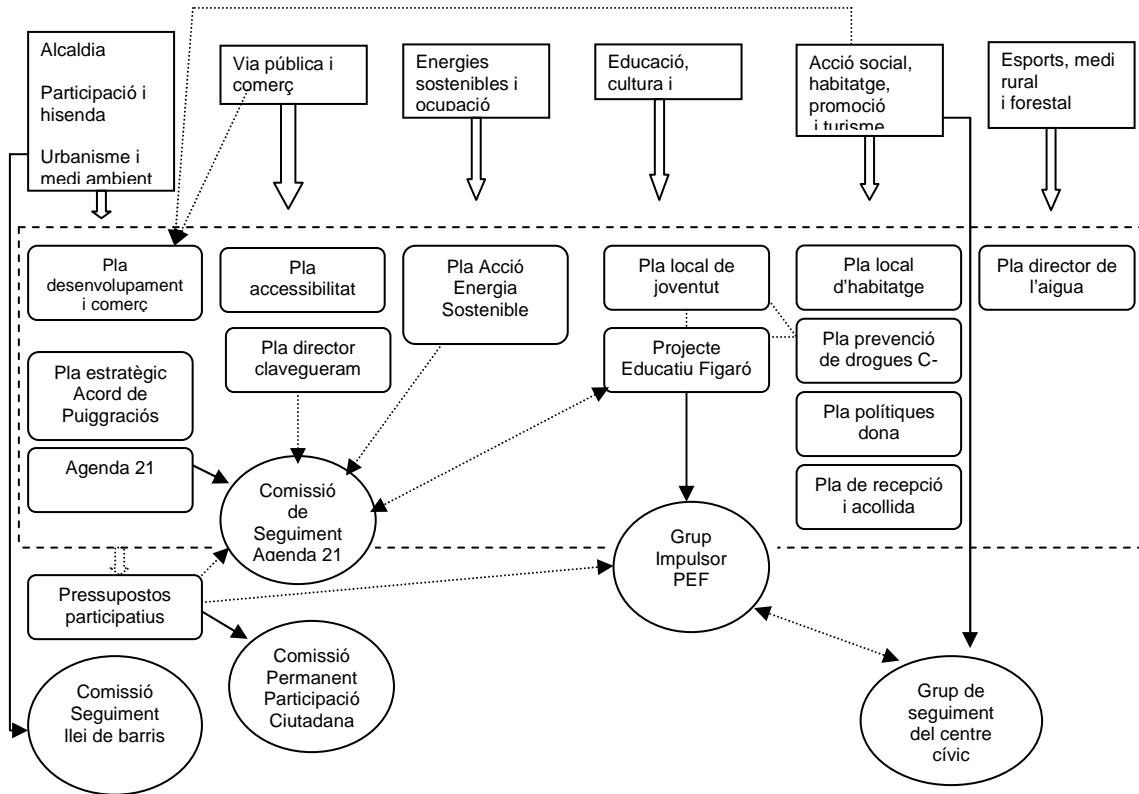 Alcaldia
Participació i
hisenda
Urbanisme i
medi ambient
Via pública i
comerç
Energies
sostenibles i
ocupació
Educació,
cultura i
Acció social,
habitatge,
promoció
i turisme
Esports, medi
rural
i forestal
Pla
desenvolupament
i comerç
Pla
accessibilitat
Pla Acció
Energia
Sostenible
Pla local de
joventut
Pla local
d’habitatge
Pla director de
l’aigua
Pla director
clavegueram
Projecte
Educatiu Figaró
Pla prevenció
de drogues C-
Pla estratègic
Acord de
Puiggraciós
Pla polítiques
dona
Agenda 21
Pla de recepció
i acollida
Comissió
de
Seguiment
Agenda 21
Grup
Impulsor
PEF
Pressupostos
participatius
Comissió
Permanent
Participació
Ciutadana
Comissió
Seguiment
llei de barris
Grup de
seguiment
del centre
cívic